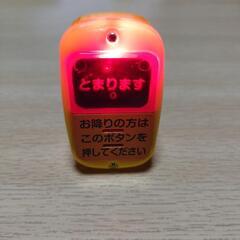 とまります
お降りの方は
このボタンを
押してください